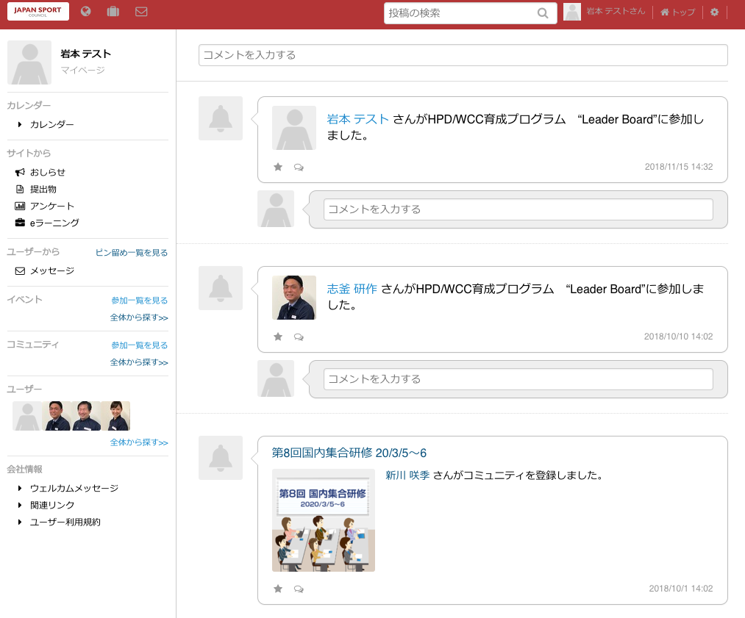 JAPAN SPORT
COUNCIL
投稿の検索
岩本 テストさん
トップ
岩本 テスト
マイページ
カレンダー
カレンダー
サイトから
おしらせ
提出物
アンケート
eラーニング
ユーザーから
ピン留め一覧を見る
メッセージ
イベント
参加一覧を見る
全体から探す>>
コミュニティ
参加一覧を見る
全体から探す>>
ユーザー
全体から探す>>
会社情報
ウェルカムメッセージ
関連リンク
ユーザー利用規約
コメントを入力する
岩本 テスト さんがHPD/WCC育成プログラム　“Leader Board”に参加し
ました。
2018/11/15 14:32
コメントを入力する
志釜 研作 さんがHPD/WCC育成プログラム　“Leader Board”に参加しま
した。
2018/10/10 14:02
コメントを入力する
第8回国内集合研修 20/3/5～6
新川 咲季 さんがコミュニティを登録しました。
第8回 国内集合研修
2020/3/5～6
2018/10/1 14:02